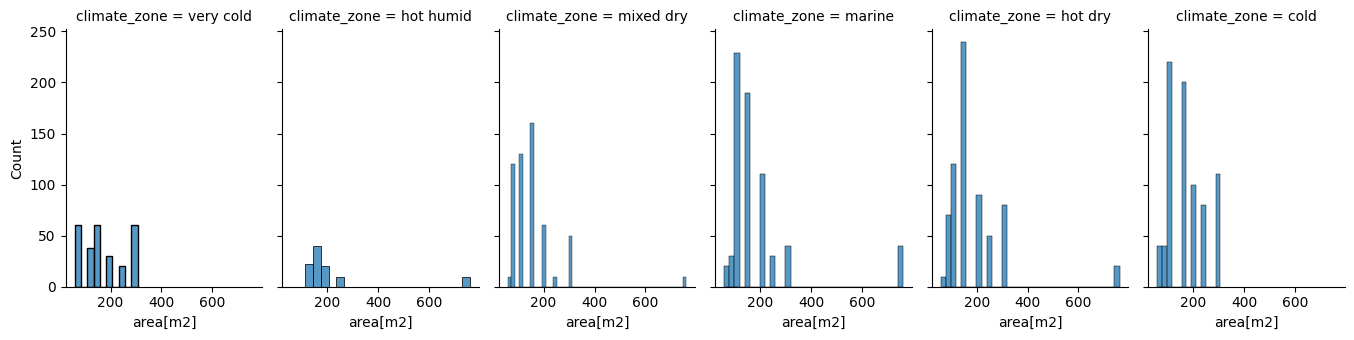 climate_zone = very cold
climate_zone = hot humid
climate_zone = mixed dry
climate_zone = marine
climate_zone = hot dry
climate_zone = cold
250
200
150
100
50
0
Count
200 400 600
200 400 600
200 400 600
200 400 600
200 400 600
200 400 600
area[m2]
area[m2]
area[m2]
area[m2]
area[m2]
area[m2]